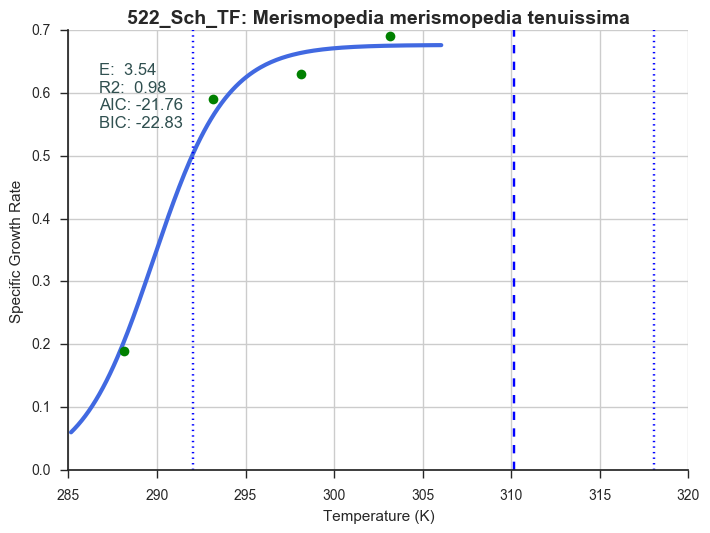 522_Sch_TF: Merismopedia merismopedia tenuissima
0.7
0.6
0.5
0.4
0.3
0.2
0.1
0.0
E:  3.54
R2:  0.98
AIC: -21.76
BIC: -22.83
Specific Growth Rate
285
290
295
300
305
310
315
320
Temperature (K)